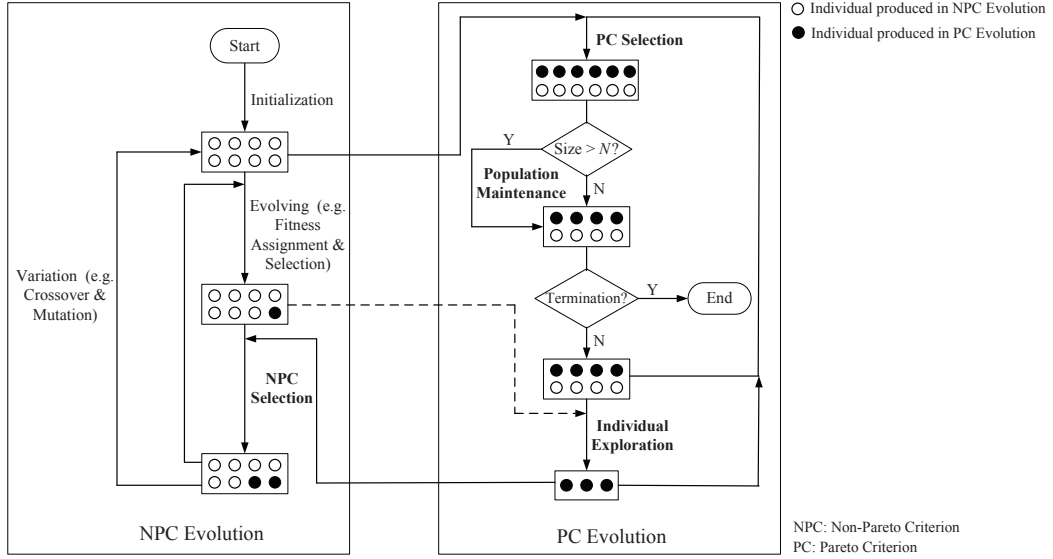 Start
Initialization
Evolving (e.g.
Fitness
Assignment &
Selection)
Variation (e.g.
Crossover &
Mutation)
NPC
Selection
NPC Evolution
PC Selection
Size > N?
Y
N
Population
Maintenance
Termination?
Y
End
N
Individual
Exploration
PC Evolution
Individual produced in NPC Evolution
Individual produced in PC Evolution
NPC: Non-Pareto Criterion
PC: Pareto Criterion